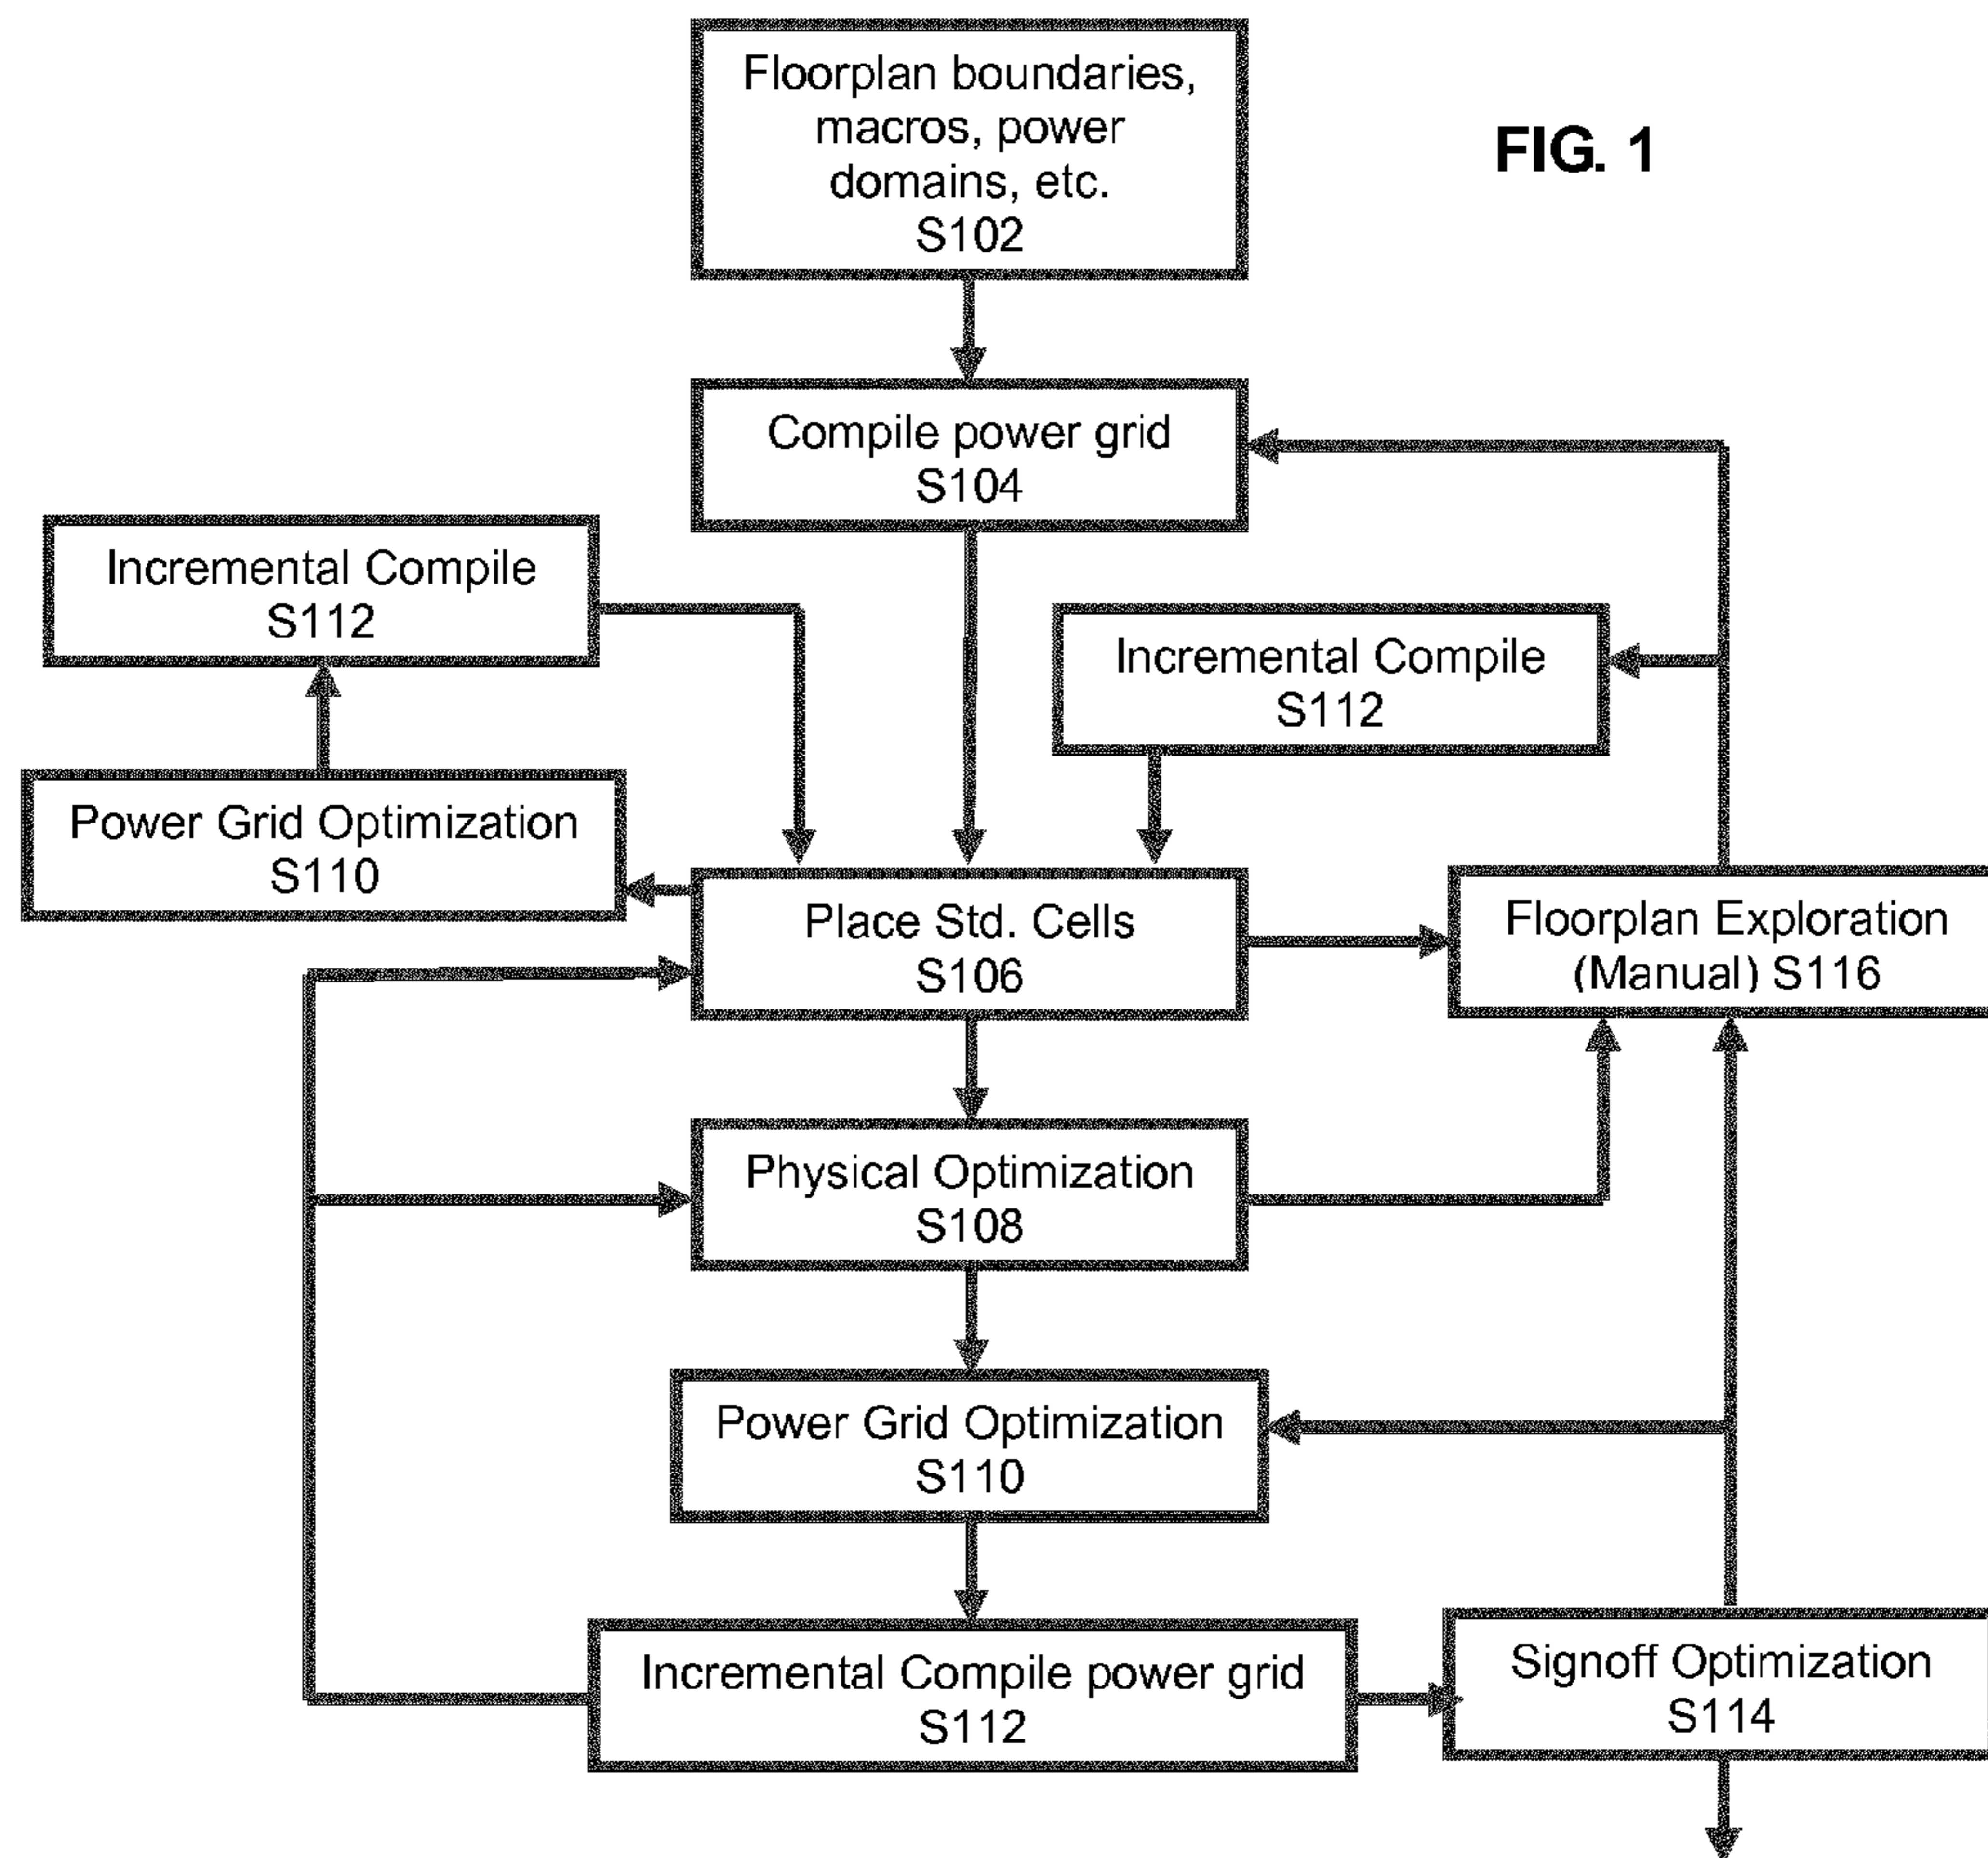 Floorplan boundaries,
macros, power
domains, etc.
S102
FIG. 1
Compile power grid
S104
Incremental Compile
S112
Incremental Compile
S112
Power Grid Optimization
S110
Place Std. Cells
S106
Floorplan Exploration
(Manual) S116
Physical Optimization
S108
Power Grid Optimization
S110
Incremental Compile power grid
S112
Signoff Optimization
S114